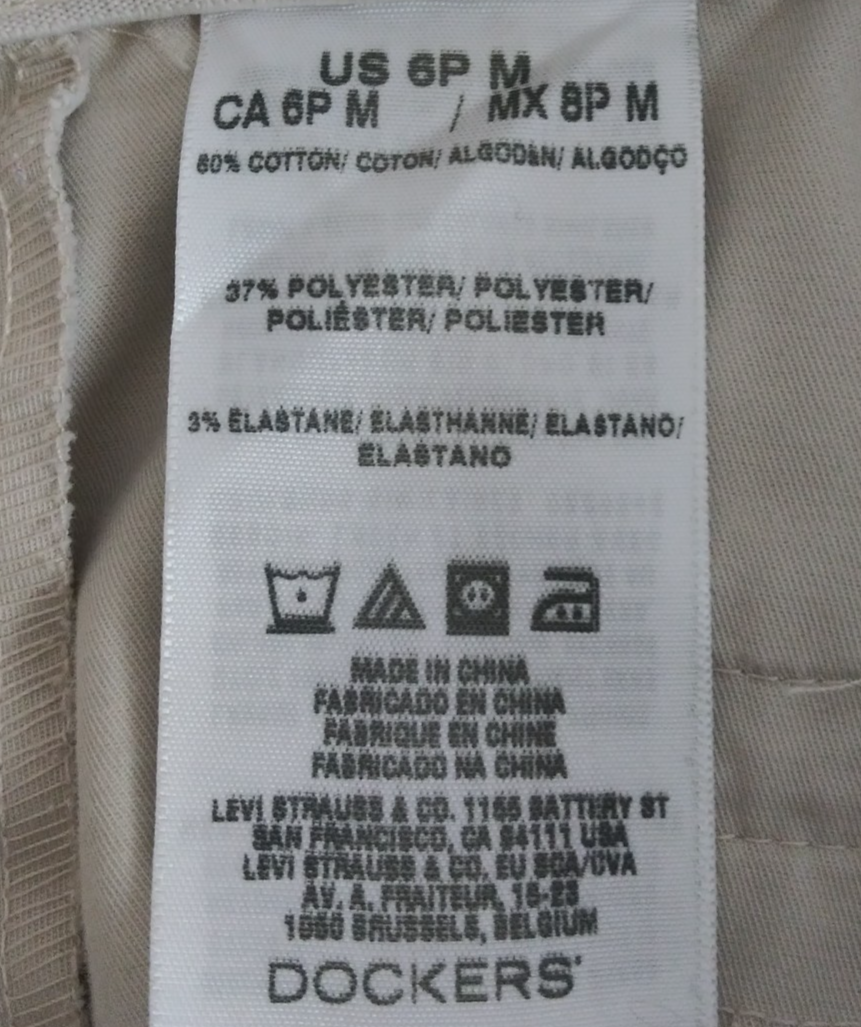 US 6P M
CA 6P M / MX 8P M
60% COTTON/ COTON/ ALGODÈN/ ALGODÇO
37% POLYESTER/ POLYESTER/
POLIÉSTER/ POLIESTER
3% ELASTANE/ ELASTHANNE/ ELASTANO/
ELASTANO
MADE IN CHINA
FABRICADO EN CHINA
FABRIQUE EN CHINE
FABRICADO NA CHINA
LEVI STRAUSS & CO. 1155 BATTERY ST
SAN FRANCISCO, CA 94111 USA
LEVI STRAUSS & CO. EU SCA/CVA
AV. A. FRAITEUR, 15-23
1050 BRUSSELS, BELGIUM
DOCKERS'